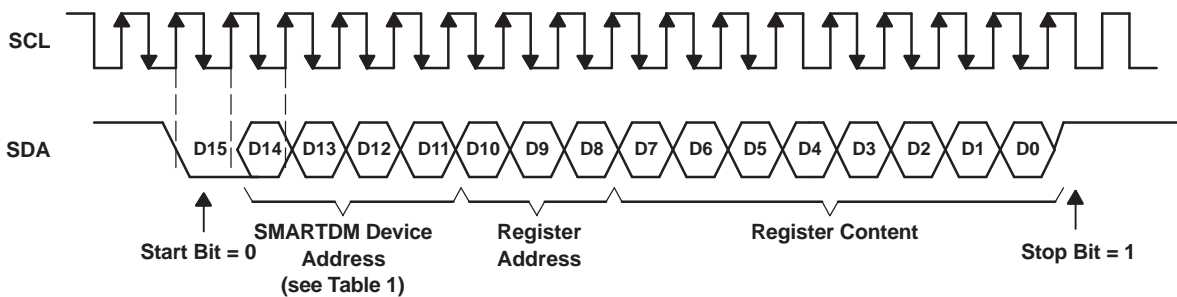 SCL
SDA
D15 D14 D13 D12 D11 D10 D9 D8 D7 D6 D5 D4 D3 D2 D1 D0
Start Bit = 0
SMARTDM Device
Address
(see Table 1)
Register
Address
Register Content
Stop Bit = 1